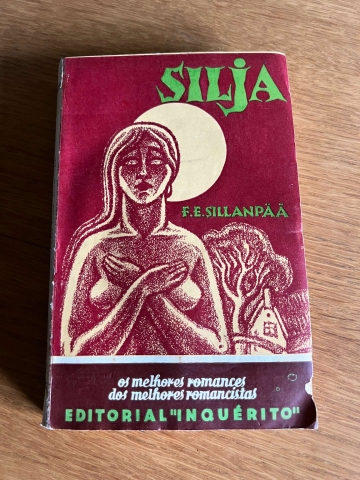 SILJA
F. E. SILLANPÄÄ
os melhores romances
dos melhores romancistas
EDITORIAL "INQUÉRITO"